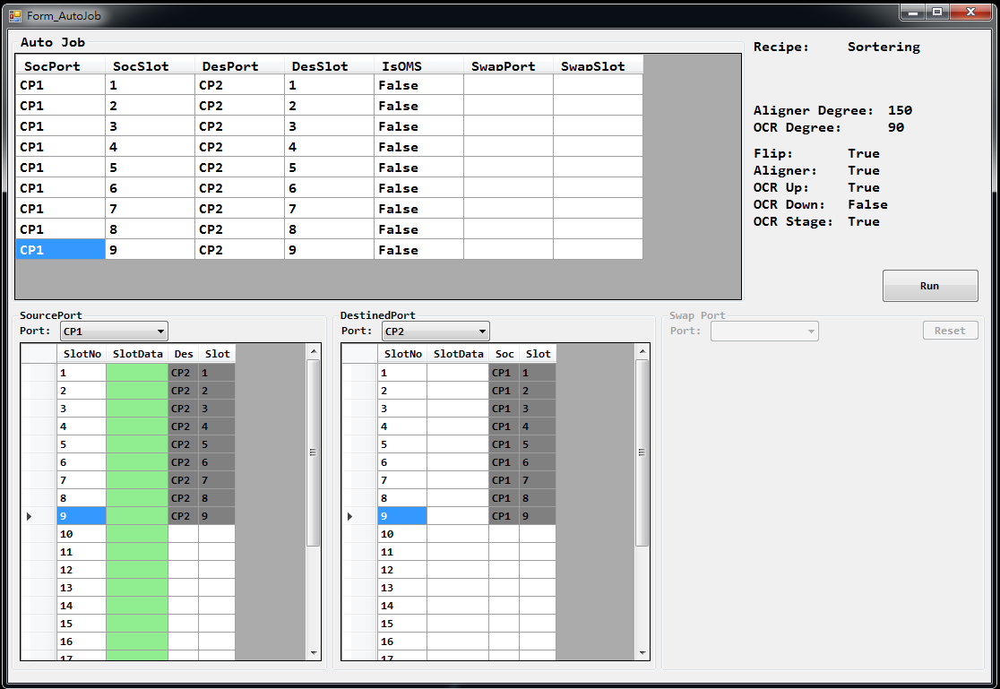 Form_AutoJob
Auto Job
SocPort SocSlot DesPort DesSlot IsOMS SwapPort SwapSlot
CP1 1 CP2 1 False
CP1 2 CP2 2 False
CP1 3 CP2 3 False
CP1 4 CP2 4 False
CP1 5 CP2 5 False
CP1 6 CP2 6 False
CP1 7 CP2 7 False
CP1 8 CP2 8 False
CP1 9 CP2 9 False
Recipe: Sortering
Aligner Degree: 150
OCR Degree: 90
Flip: True
Aligner: True
OCR Up: True
OCR Down: False
OCR Stage: True
Run
SourcePort
Port: CP1
SlotNo SlotData Des Slot
1 CP2 1
2 CP2 2
3 CP2 3
4 CP2 4
5 CP2 5
6 CP2 6
7 CP2 7
8 CP2 8
9 CP2 9
10
11
12
13
14
15
16
17
DestinedPort
Port: CP2
SlotNo SlotData Soc Slot
1 CP1 1
2 CP1 2
3 CP1 3
4 CP1 4
5 CP1 5
6 CP1 6
7 CP1 7
8 CP1 8
9 CP1 9
10
11
12
13
14
15
16
17
Swap Port
Port: Reset